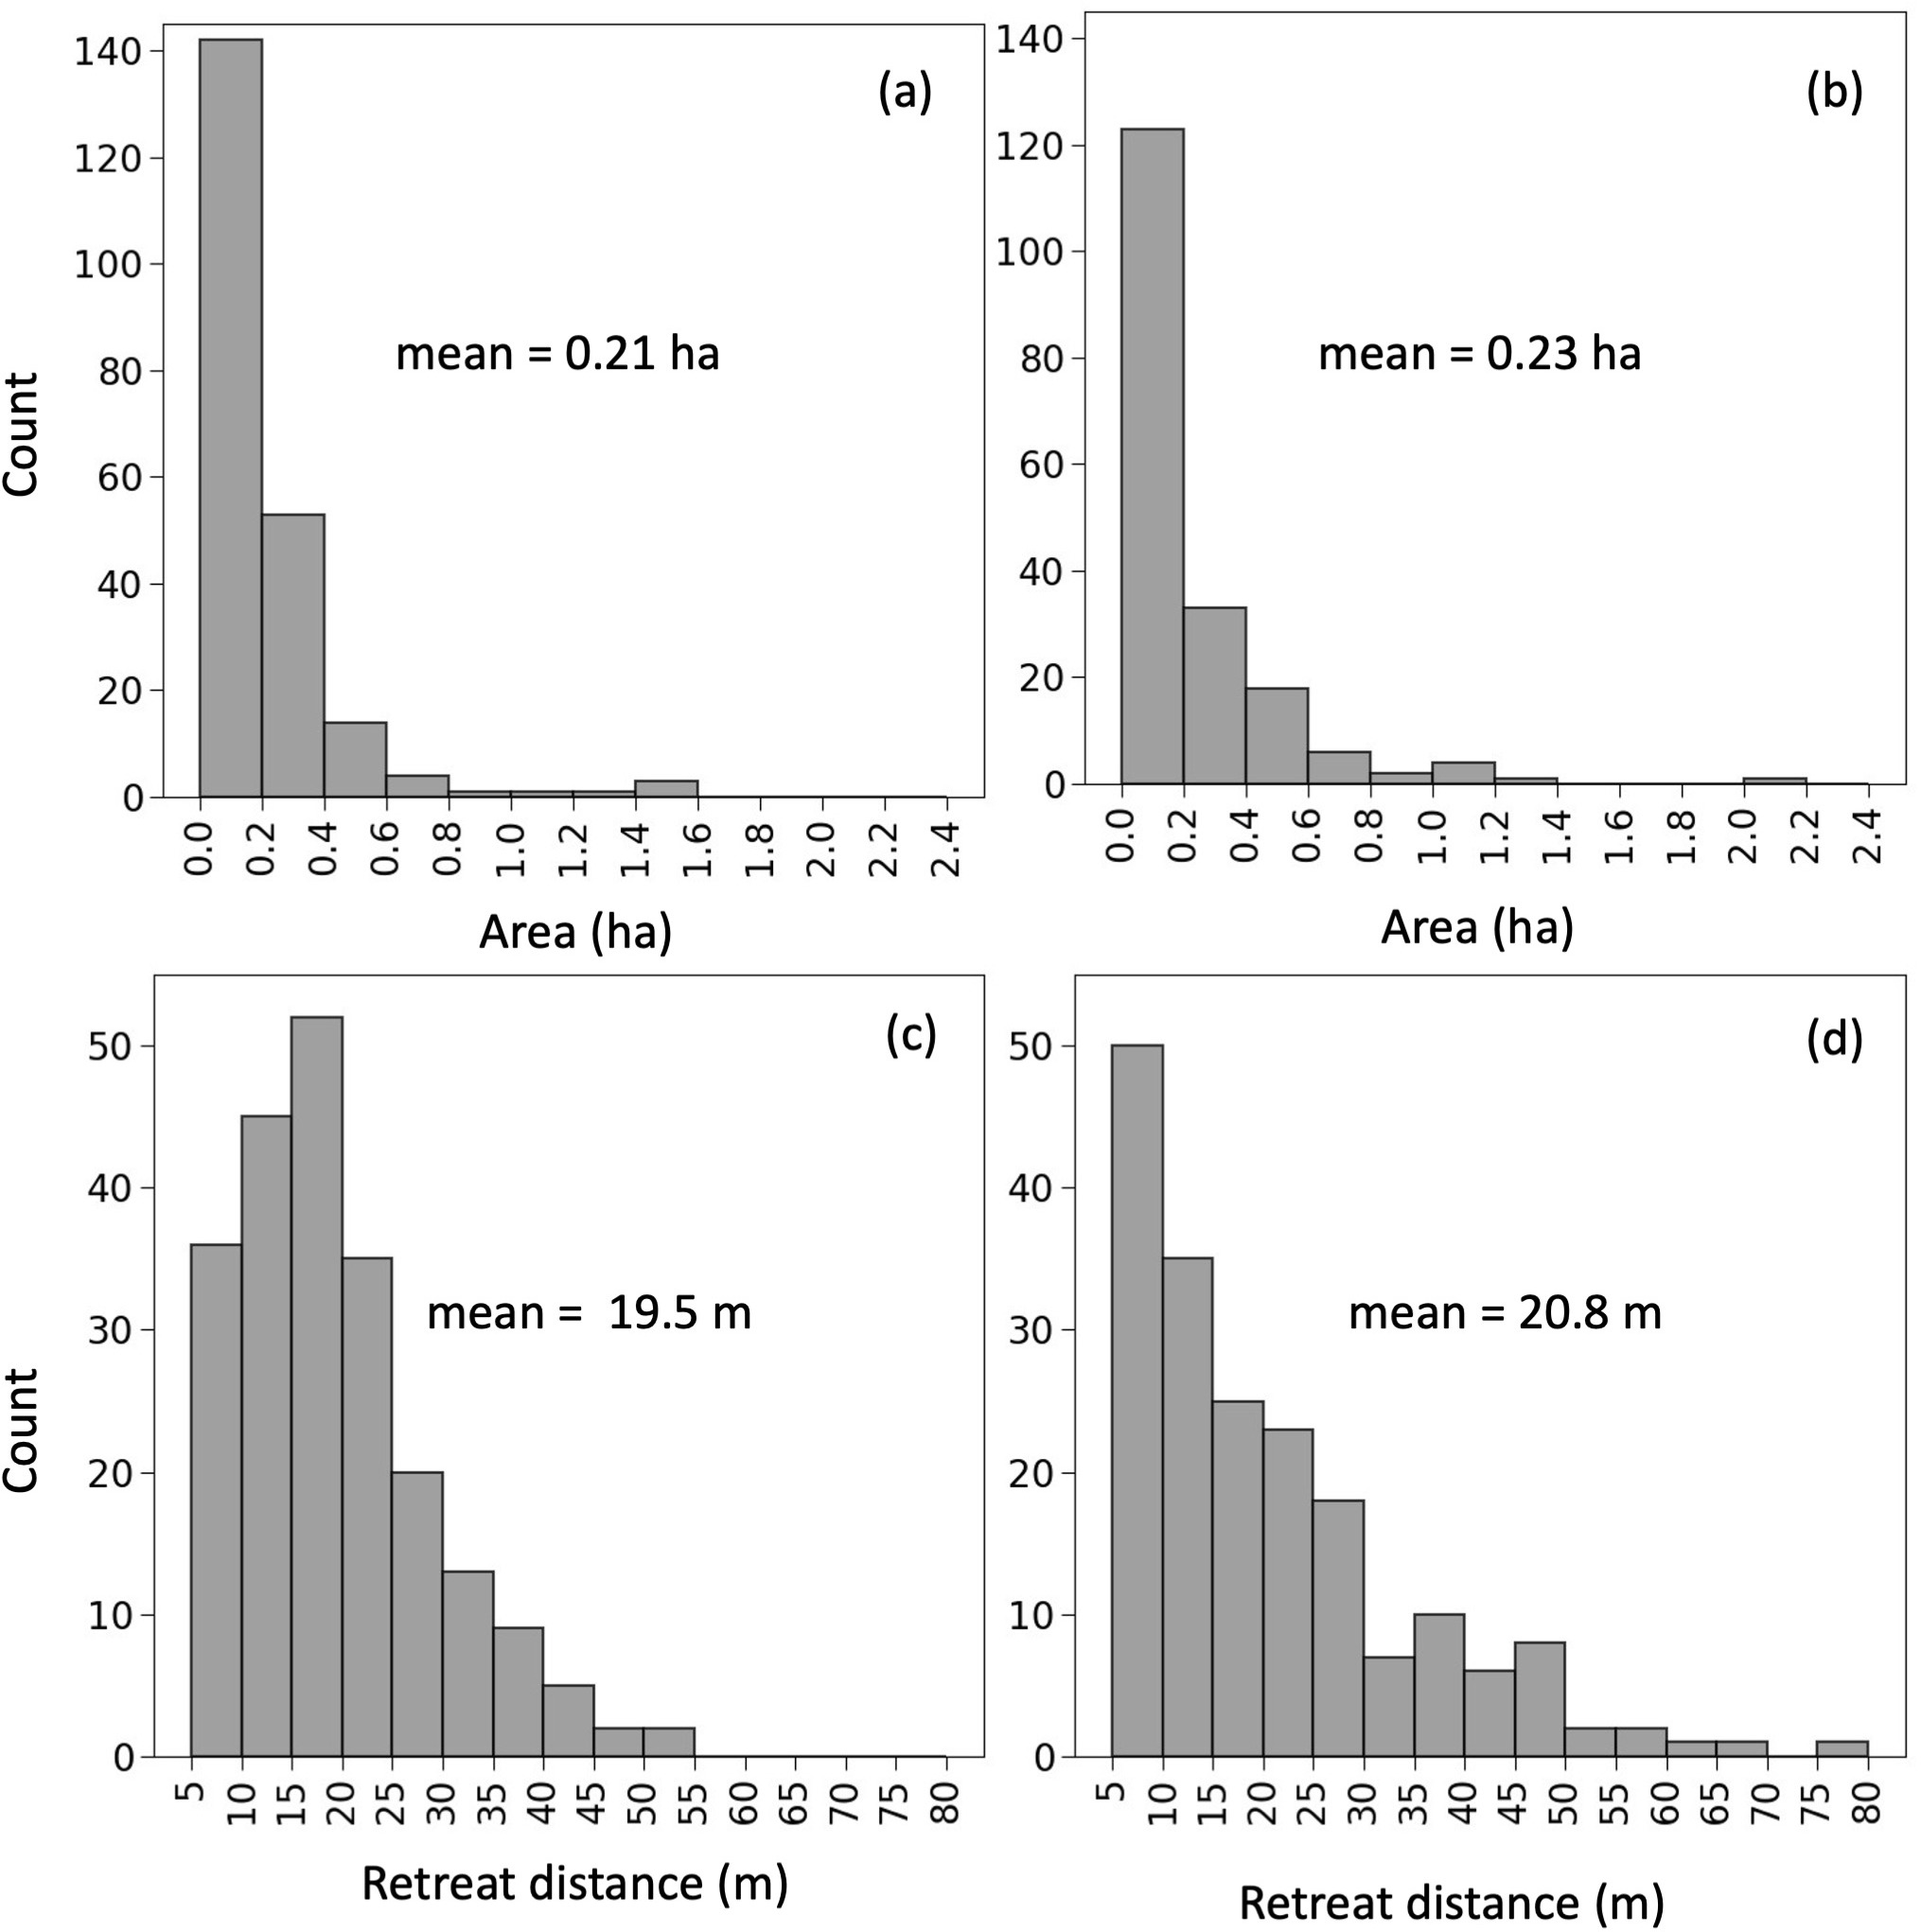 (a)
mean = 0.21 ha
Count
140
120
100
80
60
40
20
0
0.0 0.2 0.4 0.6 0.8 1.0 1.2 1.4 1.6 1.8 2.0 2.2 2.4
Area (ha)
(b)
mean = 0.23 ha
140
120
100
80
60
40
20
0
0.0 0.2 0.4 0.6 0.8 1.0 1.2 1.4 1.6 1.8 2.0 2.2 2.4
Area (ha)
(c)
mean = 19.5 m
Count
50
40
30
20
10
0
5 10 15 20 25 30 35 40 45 50 55 60 65 70 75 80
Retreat distance (m)
(d)
mean = 20.8 m
50
40
30
20
10
0
5 10 15 20 25 30 35 40 45 50 55 60 65 70 75 80
Retreat distance (m)